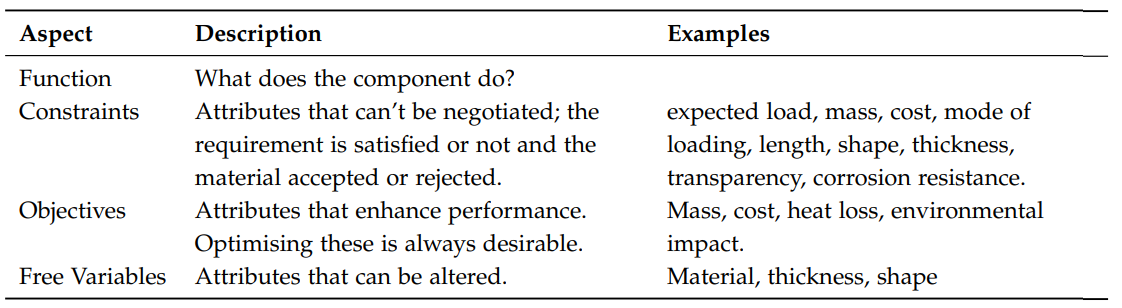 Aspect Description Examples
Function What does the component do?
Constraints Attributes that can't be negotiated; the expected load, mass, cost, mode of
requirement is satisfied or not and the loading, length, shape, thickness,
material accepted or rejected. transparency, corrosion resistance.
Objectives Attributes that enhance performance. Mass, cost, heat loss, environmental
Optimising these is always desirable. impact.
Free Variables Attributes that can be altered. Material, thickness, shape